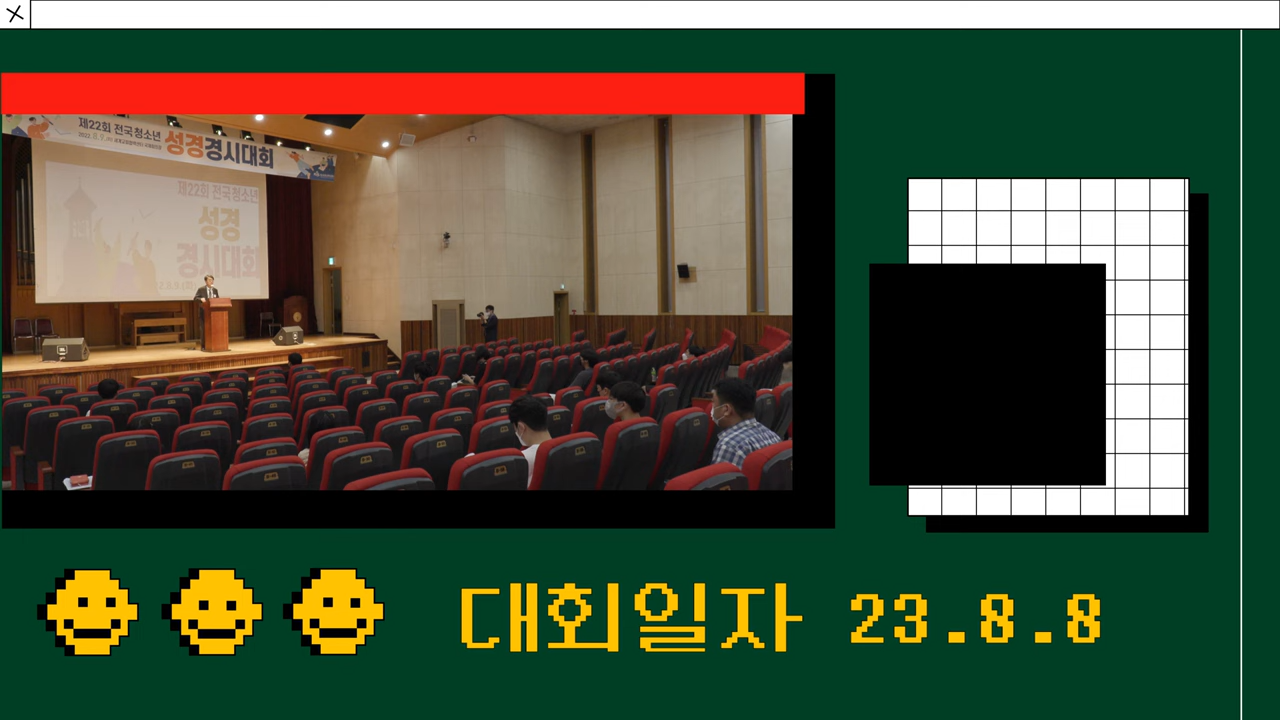 제22회 전국청소년
성경경시대회
제22회 전국청소년
성경
경시대회
대회일자 23.8.8